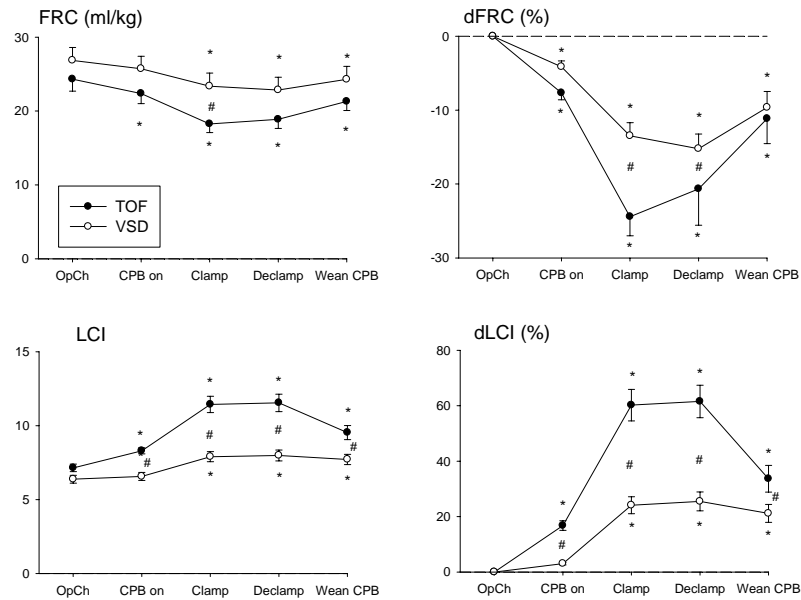 FRC (ml/kg)
30
20
10
0
* * *
#
* * * *
TOF
VSD
OpCh CPB on Clamp Declamp Wean CPB
dFRC (%)
0
-10
-20
-30
* * * *
* # # *
* *
OpCh CPB on Clamp Declamp Wean CPB
LCI
15
10
5
0
* * * * *
# # # #
* * *
OpCh CPB on Clamp Declamp Wean CPB
dLCI (%)
80
60
40
20
0
* * * *
# # # #
* * *
OpCh CPB on Clamp Declamp Wean CPB